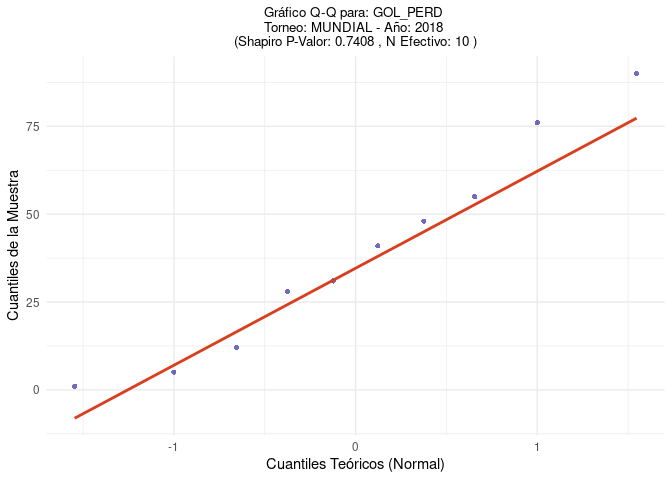 Gráfico Q-Q para: GOL_PERD
Torneo: MUNDIAL - Año: 2018
(Shapiro P-Valor: 0.7408 , N Efectivo: 10 )
Cuantiles de la Muestra
75
50
25
0
-1
0
1
Cuantiles Teóricos (Normal)